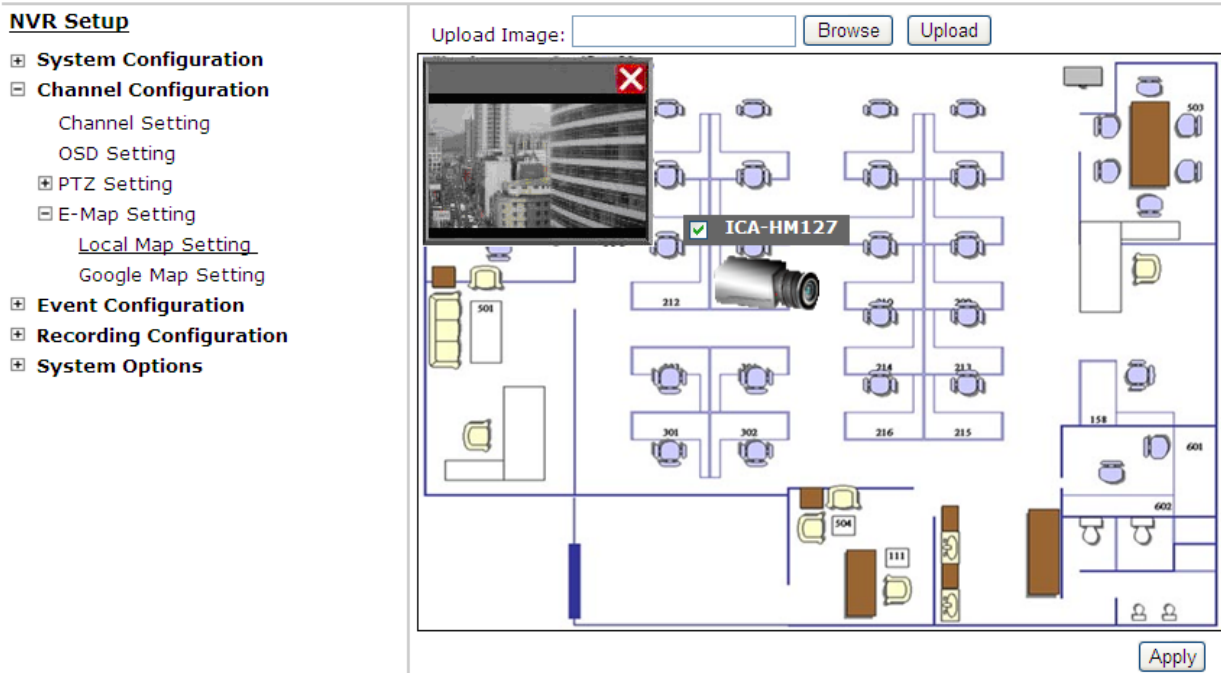 NVR Setup
System Configuration
Channel Configuration
Channel Setting
OSD Setting
PTZ Setting
E-Map Setting
Local Map Setting
Google Map Setting
Event Configuration
Recording Configuration
System Options
Upload Image:
Browse
Upload
503
ICA-HM127
212
501
214
213
158
301
302
216
215
601
602
504
111
Apply